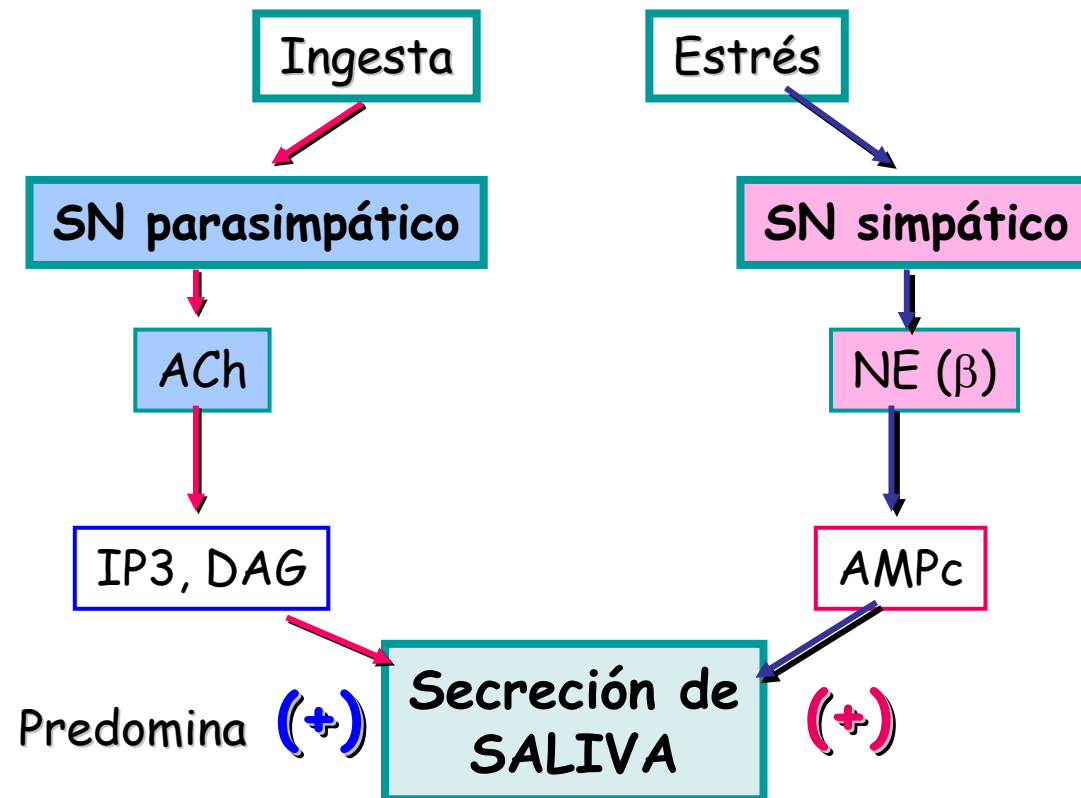 Ingesta
Estrés
SN parasimpático
SN simpático
ACh
NE (β)
IP3, DAG
AMPc
Predomina (+)
Secreción de
SALIVA
(+)